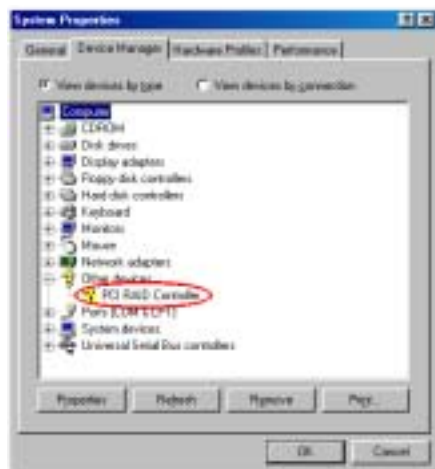 System Properties
General Device Manager Hardware Profiles Performance
View devices by type View devices by connection
Computer
CDROM
Disk drives
Display adapters
Floppy disk controllers
Hard disk controllers
Keyboard
Monitors
Mouse
Network adapters
Other devices
PCI RAID Controller
Ports (COM & LPT)
System devices
Universal Serial Bus controllers
Properties Refresh Remove Print...
OK Cancel